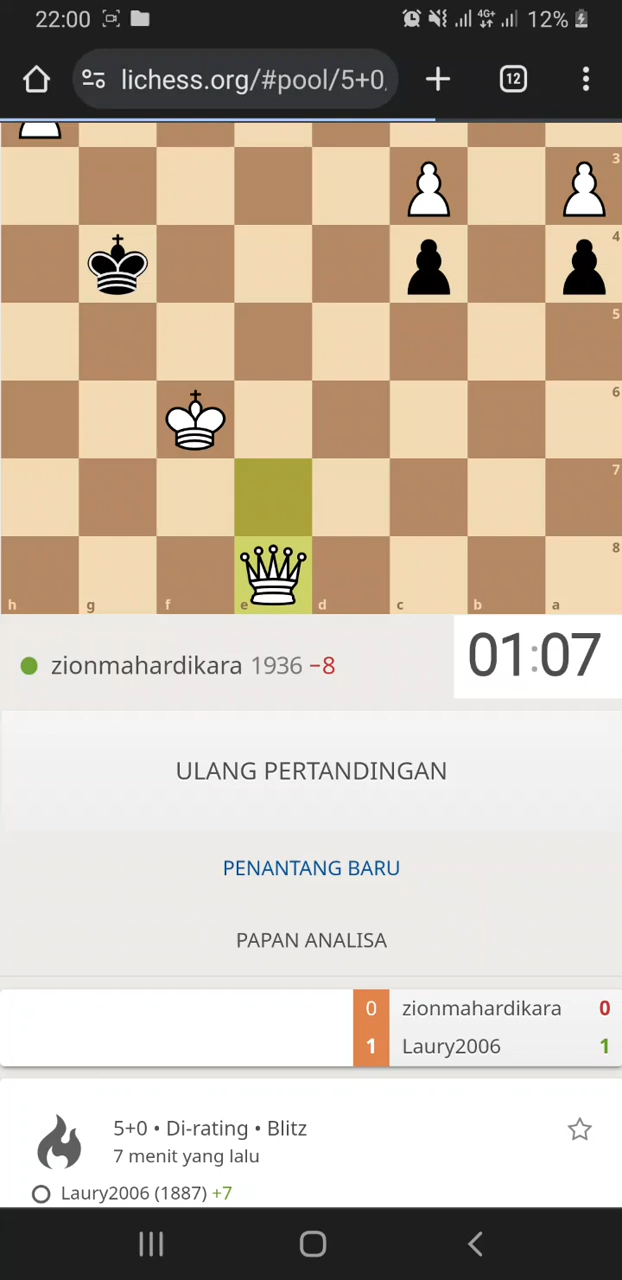 22:00 4G+ 12%
lichess.org/#pool/5+0, 12
3
4
5
6
7
8
h g f e d c b a
zionmahardikara 1936 −8 01:07
ULANG PERTANDINGAN
PENANTANG BARU
PAPAN ANALISA
0 zionmahardikara 0
1 Laury2006 1
5+0 • Di-rating • Blitz
7 menit yang lalu
Laury2006 (1887) +7